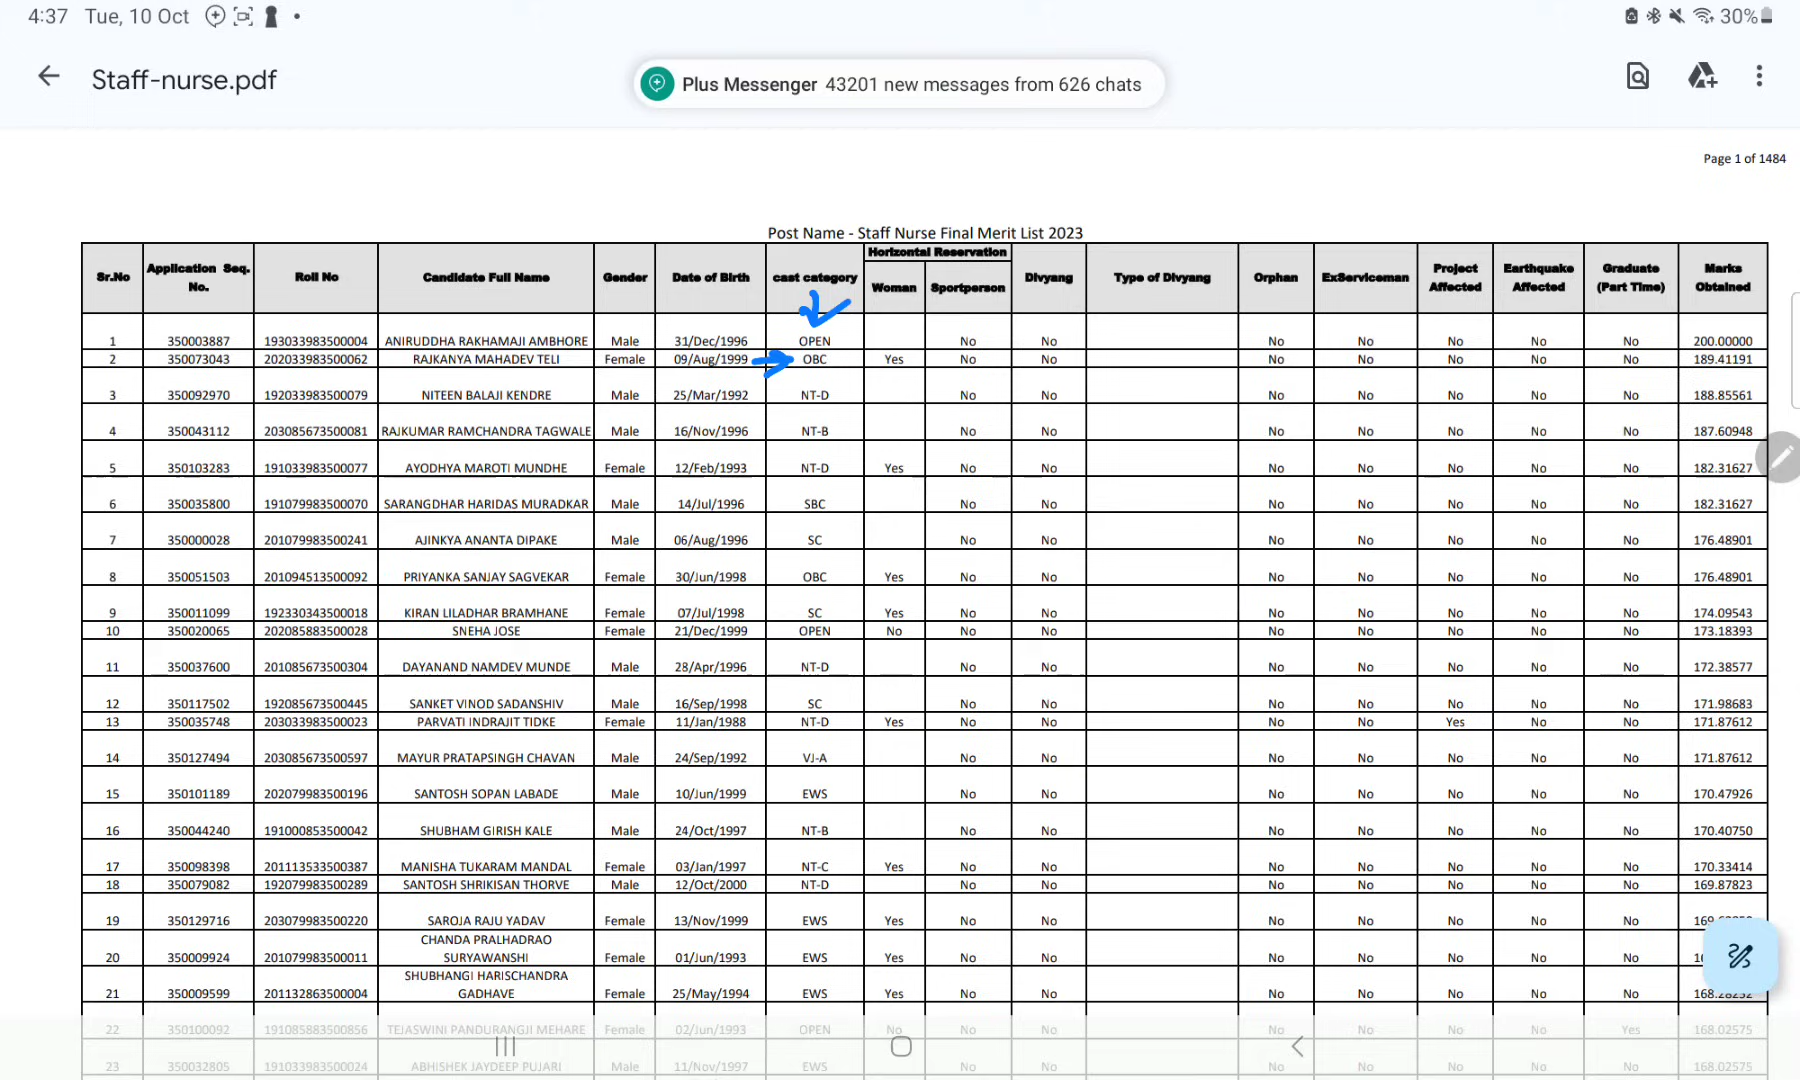 4:37 Tue, 10 Oct 30%
Staff-nurse.pdf
Plus Messenger 43201 new messages from 626 chats
Page 1 of 1484
Post Name - Staff Nurse Final Merit List 2023
Sr.No Application Seq. No. Roll No Candidate Full Name Gender Date of Birth cast category Horizontal Reservation Woman Sportperson Divyang Type of Divyang Orphan ExServiceman Project Affected Earthquake Affected Graduate (Part Time) Marks Obtained
1 350003887 193033983500004 ANIRUDDHA RAKHAMAJI AMBHORE Male 31/Dec/1996 OPEN No No No No No No No 200.00000
2 350073043 202033983500062 RAJKANYA MAHADEV TELI Female 09/Aug/1999 OBC Yes No No No No No No No 189.41191
3 350092970 192033983500079 NITEEN BALAJI KENDRE Male 25/Mar/1992 NT-D No No No No No No No 188.85561
4 350043112 203085673500081 RAJKUMAR RAMCHANDRA TAGWALE Male 16/Nov/1996 NT-B No No No No No No No 187.60948
5 350103283 191033983500077 AYODHYA MAROTI MUNDHE Female 12/Feb/1993 NT-D Yes No No No No No No No 182.31627
6 350035800 191079983500070 SARANGDHAR HARIDAS MURADKAR Male 14/Jul/1996 SBC No No No No No No No 182.31627
7 350000028 201079983500241 AJINKYA ANANTA DIPAKE Male 06/Aug/1996 SC No No No No No No No 176.48901
8 350051503 201094513500092 PRIYANKA SANJAY SAGVEKAR Female 30/Jun/1998 OBC Yes No No No No No No No 176.48901
9 350011099 192330343500018 KIRAN LILADHAR BRAMHANE Female 07/Jul/1998 SC Yes No No No No No No No 174.09543
10 350020065 202085883500028 SNEHA JOSE Female 21/Dec/1999 OPEN No No No No No No No No 173.18393
11 350037600 201085673500304 DAYANAND NAMDEV MUNDE Male 28/Apr/1996 NT-D No No No No No No No 172.38577
12 350117502 192085673500445 SANKET VINOD SADANSHIV Male 16/Sep/1998 SC No No No No No No No 171.98683
13 350035748 203033983500023 PARVATI INDRAJIT TIDKE Female 11/Jan/1988 NT-D Yes No No No No Yes No No 171.87612
14 350127494 203085673500597 MAYUR PRATAPSINGH CHAVAN Male 24/Sep/1992 VJ-A No No No No No No No 171.87612
15 350101189 202079983500196 SANTOSH SOPAN LABADE Male 10/Jun/1999 EWS No No No No No No No 170.47926
16 350044240 191000853500042 SHUBHAM GIRISH KALE Male 24/Oct/1997 NT-B No No No No No No No 170.40750
17 350098398 201113533500387 MANISHA TUKARAM MANDAL Female 03/Jan/1997 NT-C Yes No No No No No No No 170.33414
18 350079082 192079983500289 SANTOSH SHRIKISAN THORVE Male 12/Oct/2000 NT-D No No No No No No No 169.87823
19 350129716 203079983500220 SAROJA RAJU YADAV Female 13/Nov/1999 EWS Yes No No No No No No No
20 350009924 201079983500011 CHANDA PRALHADRAO SURYAWANSHI Female 01/Jun/1993 EWS Yes No No No No No No No
21 350009599 201132863500004 SHUBHANGI HARISCHANDRA GADHAVE Female 25/May/1994 EWS Yes No No No No No No No
22 350100092 191085883500856 TEJASWINI PANDURANGJI MEHARE Female 02/Jun/1993 OPEN No No No No No No No Yes 168.02575
23 350032805 191033983500024 ABHISHEK JAYDEEP PUJARI Male 11/Nov/1997 EWS No No No No No No No 168.02575